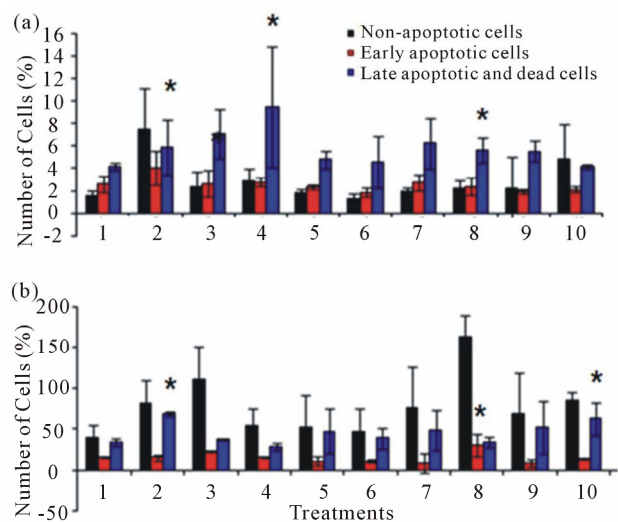 (a)
Number of Cells (%)
16
14
12
10
8
6
4
2
0
-2
Non-apoptotic cells
Early apoptotic cells
Late apoptotic and dead cells
* * * *
1 2 3 4 5 6 7 8 9 10
(b)
Number of Cells (%)
200
150
100
50
0
-50
* * *
1 2 3 4 5 6 7 8 9 10
Treatments